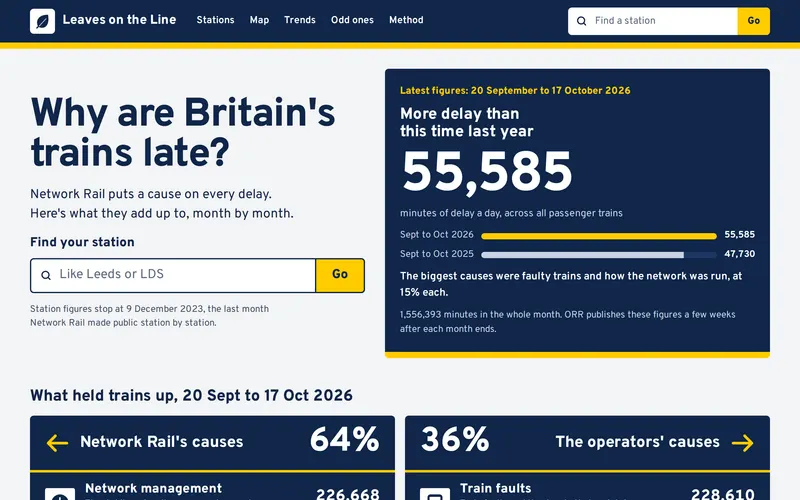 Leaves on the Line
Stations
Map
Trends
Odd ones
Method
Find a station
Go
Why are Britain's
trains late?
Network Rail puts a cause on every delay.
Here's what they add up to, month by month.
Find your station
Like Leeds or LDS
Go
Station figures stop at 9 December 2023, the last month
Network Rail made public station by station.
Latest figures: 20 September to 17 October 2026
More delay than
this time last year
55,585
minutes of delay a day, across all passenger trains
Sept to Oct 2026
55,585
Sept to Oct 2025
47,730
The biggest causes were faulty trains and how the network was run, at
15% each.
1,556,393 minutes in the whole month. ORR publishes these figures a few weeks
after each month ends.
What held trains up, 20 Sept to 17 Oct 2026
Network Rail's causes
64%
36%
The operators' causes
Network management
226,668
Train faults
228,610